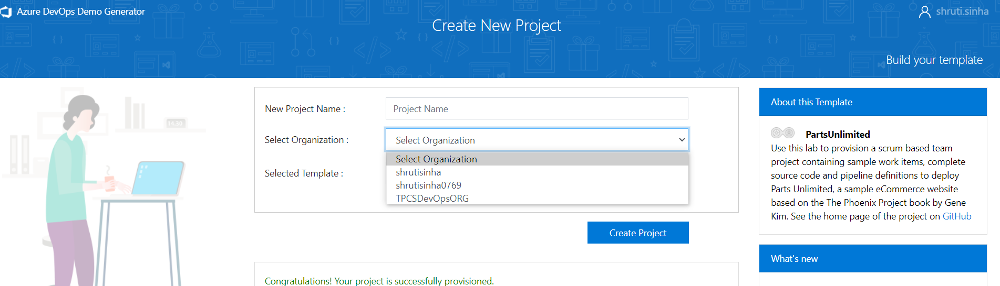 Azure DevOps Demo Generator
shruti.sinha
Create New Project
Build your template
14.30
New Project Name :
Project Name
Select Organization :
Select Organization
Select Organization
shrutisinha
shrutisinha0769
TPCSDevOpsORG
Selected Template :
Create Project
Congratulations! Your project is successfully provisioned.
About this Template
PartsUnlimited
Use this lab to provision a scrum based team
project containing sample work items, complete
source code and pipeline definitions to deploy
Parts Unlimited, a sample eCommerce website
based on the The Phoenix Project book by Gene
Kim. See the home page of the project on GitHub
What's new